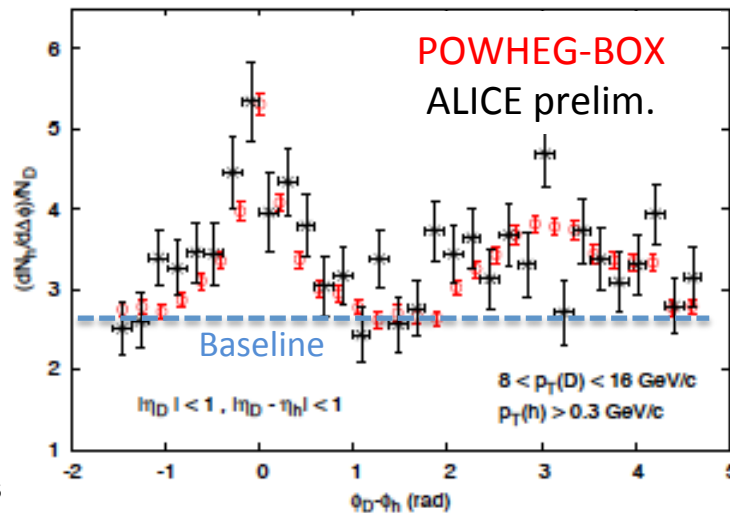 POWHEG-BOX
ALICE prelim.
(dN_h/dΔϕ)/N_D
6
5
4
3
2
1
Baseline
|η_D | < 1 , |η_D - η_h| < 1
8 < p_T(D) < 16 GeV/c
p_T(h) > 0.3 GeV/c
-2 -1 0 1 2 3 4 5
ϕ_D-ϕ_h (rad)
s